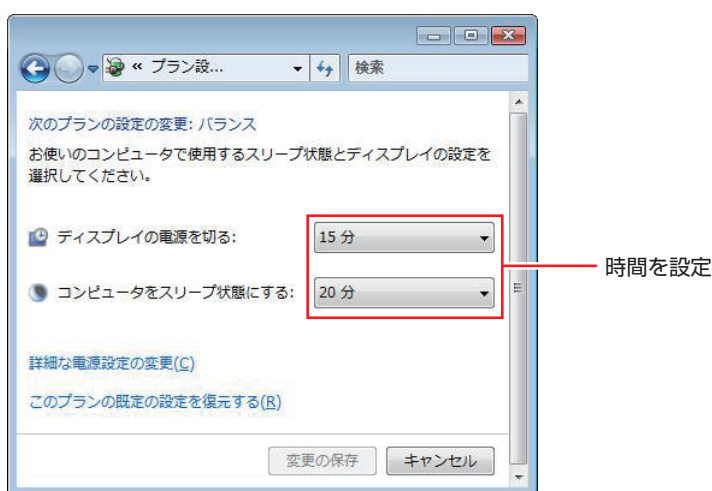 « プラン設...
検索
次のプランの設定の変更: バランス
お使いのコンピュータで使用するスリープ状態とディスプレイの設定を
選択してください。
ディスプレイの電源を切る: 15 分
時間を設定
コンピュータをスリープ状態にする: 20 分
詳細な電源設定の変更(C)
このプランの既定の設定を復元する(R)
変更の保存 キャンセル